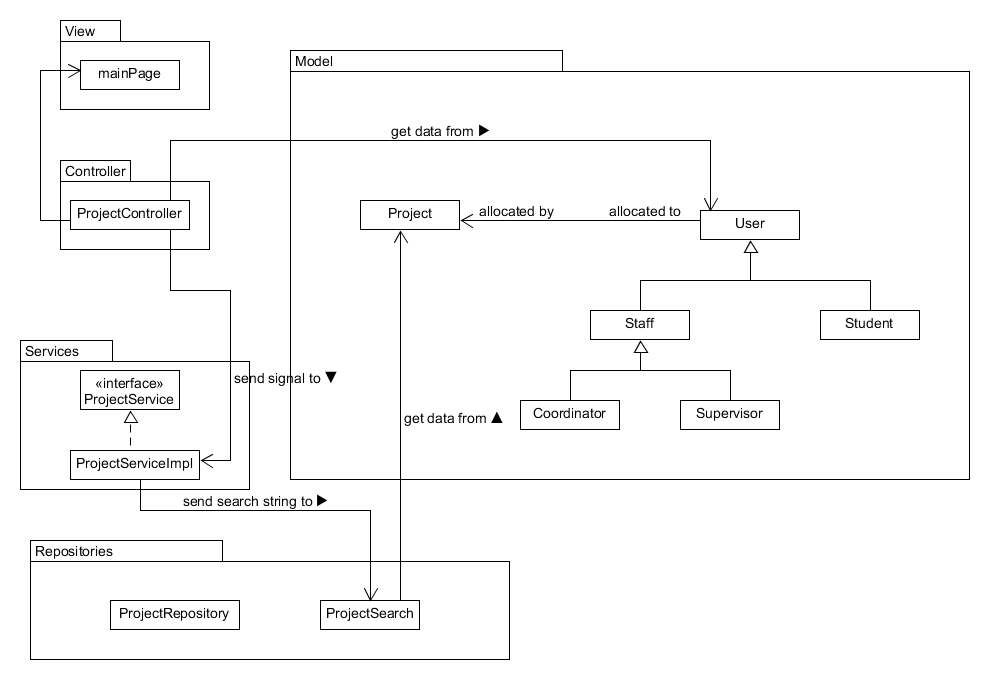 View
mainPage
Model
get data from ▶
Controller
ProjectController
Project
allocated by
allocated to
User
Staff
Student
Services
«interface»
ProjectService
send signal to ▼
Coordinator
Supervisor
get data from ▲
ProjectServiceImpl
send search string to ▶
Repositories
ProjectRepository
ProjectSearch